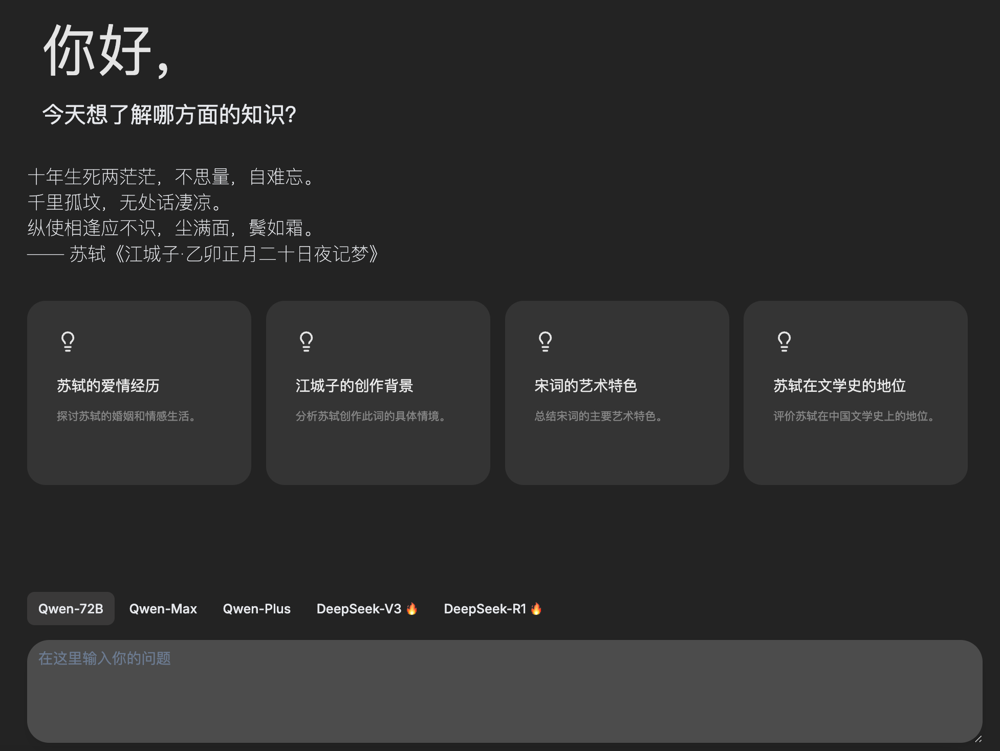 你好,
今天想了解哪方面的知识?
十年生死两茫茫，不思量，自难忘。
千里孤坟，无处话凄凉。
纵使相逢应不识，尘满面，鬓如霜。
—— 苏轼《江城子·乙卯正月二十日夜记梦》
苏轼的爱情经历
探讨苏轼的婚姻和情感生活。
江城子的创作背景
分析苏轼创作此词的具体情境。
宋词的艺术特色
总结宋词的主要艺术特色。
苏轼在文学史的地位
评价苏轼在中国文学史上的地位。
Qwen-72B
Qwen-Max
Qwen-Plus
DeepSeek-V3 🔥
DeepSeek-R1 🔥
在这里输入你的问题